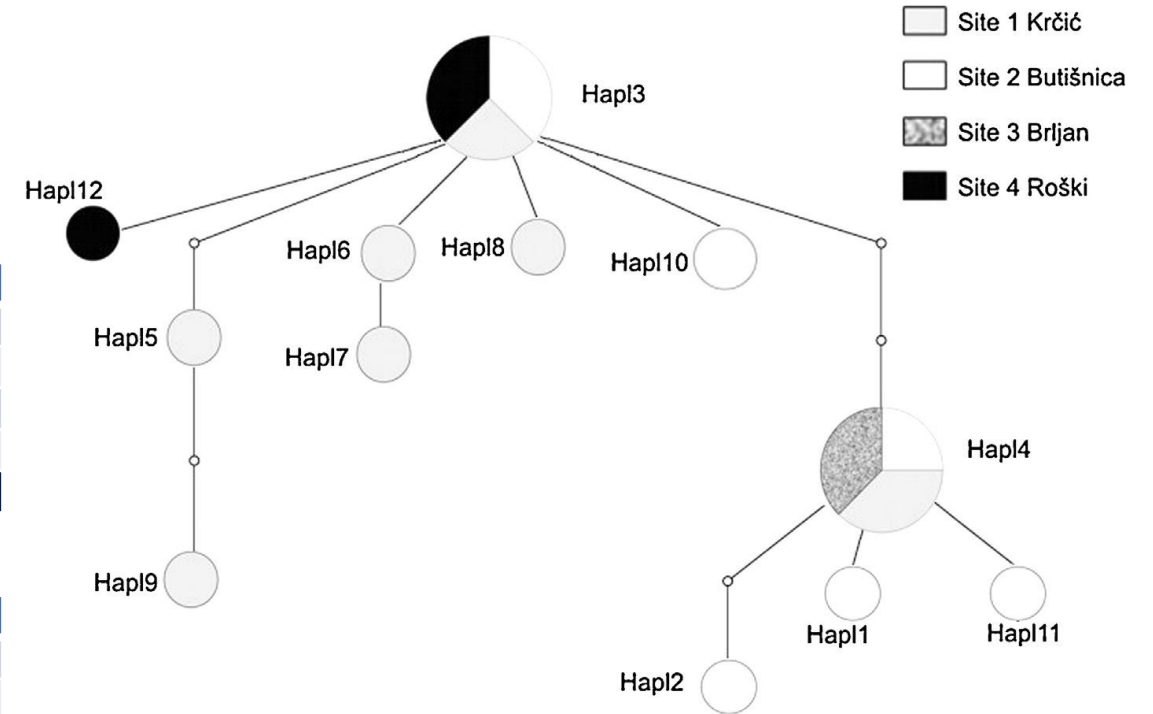 Site 1 Krčić
Site 2 Butišnica
Site 3 Brljan
Site 4 Roški
Hapl3
Hapl12
Hapl6
Hapl8
Hapl10
Hapl5
Hapl7
Hapl4
Hapl9
Hapl1
Hapl11
Hapl2